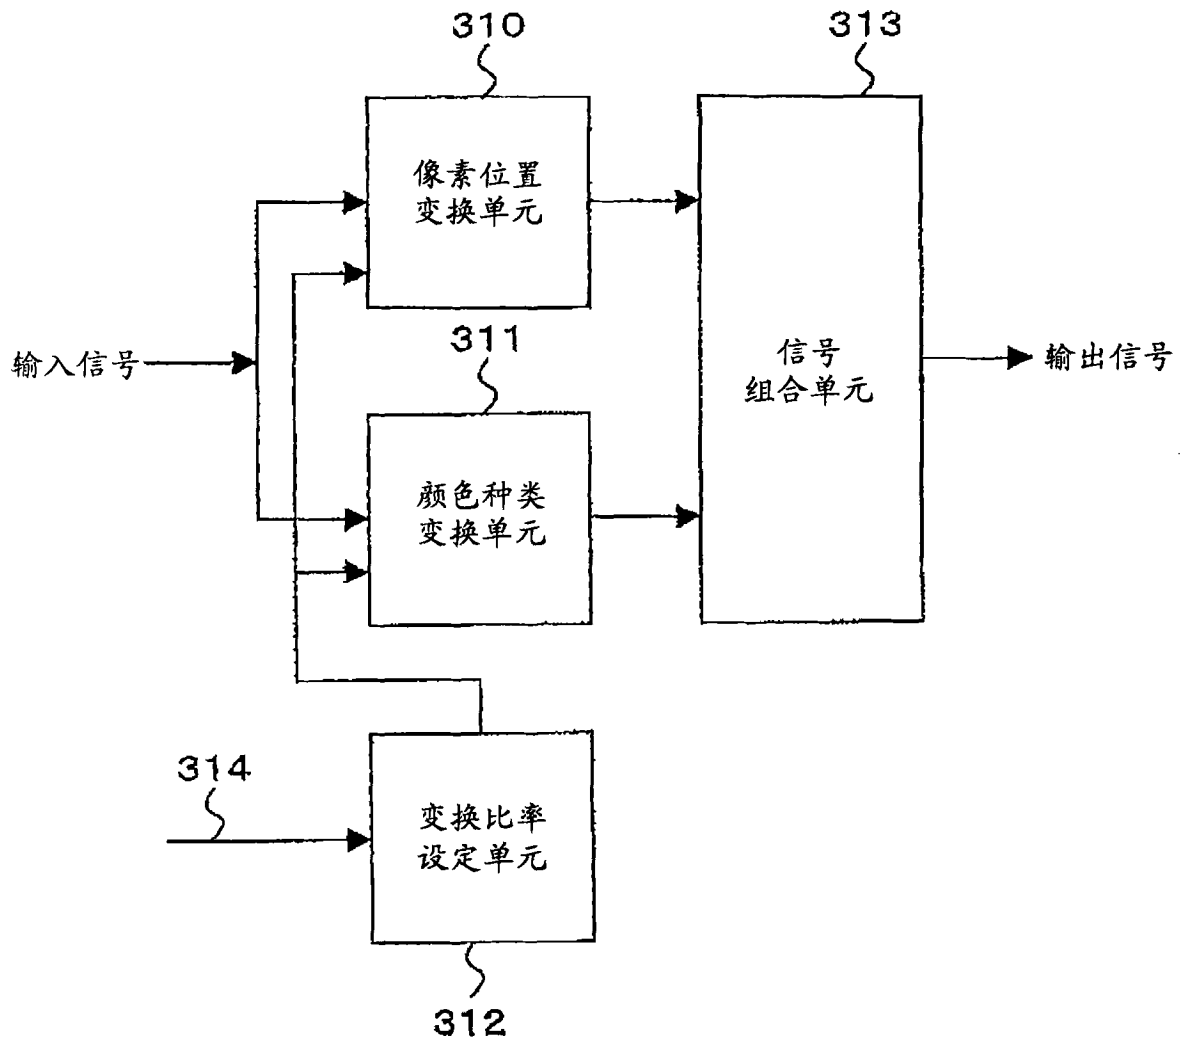 310
313
像素位置
变换单元
311
输入信号
信号
组合单元
输出信号
颜色种类
变换单元
314
变换比率
设定单元
312